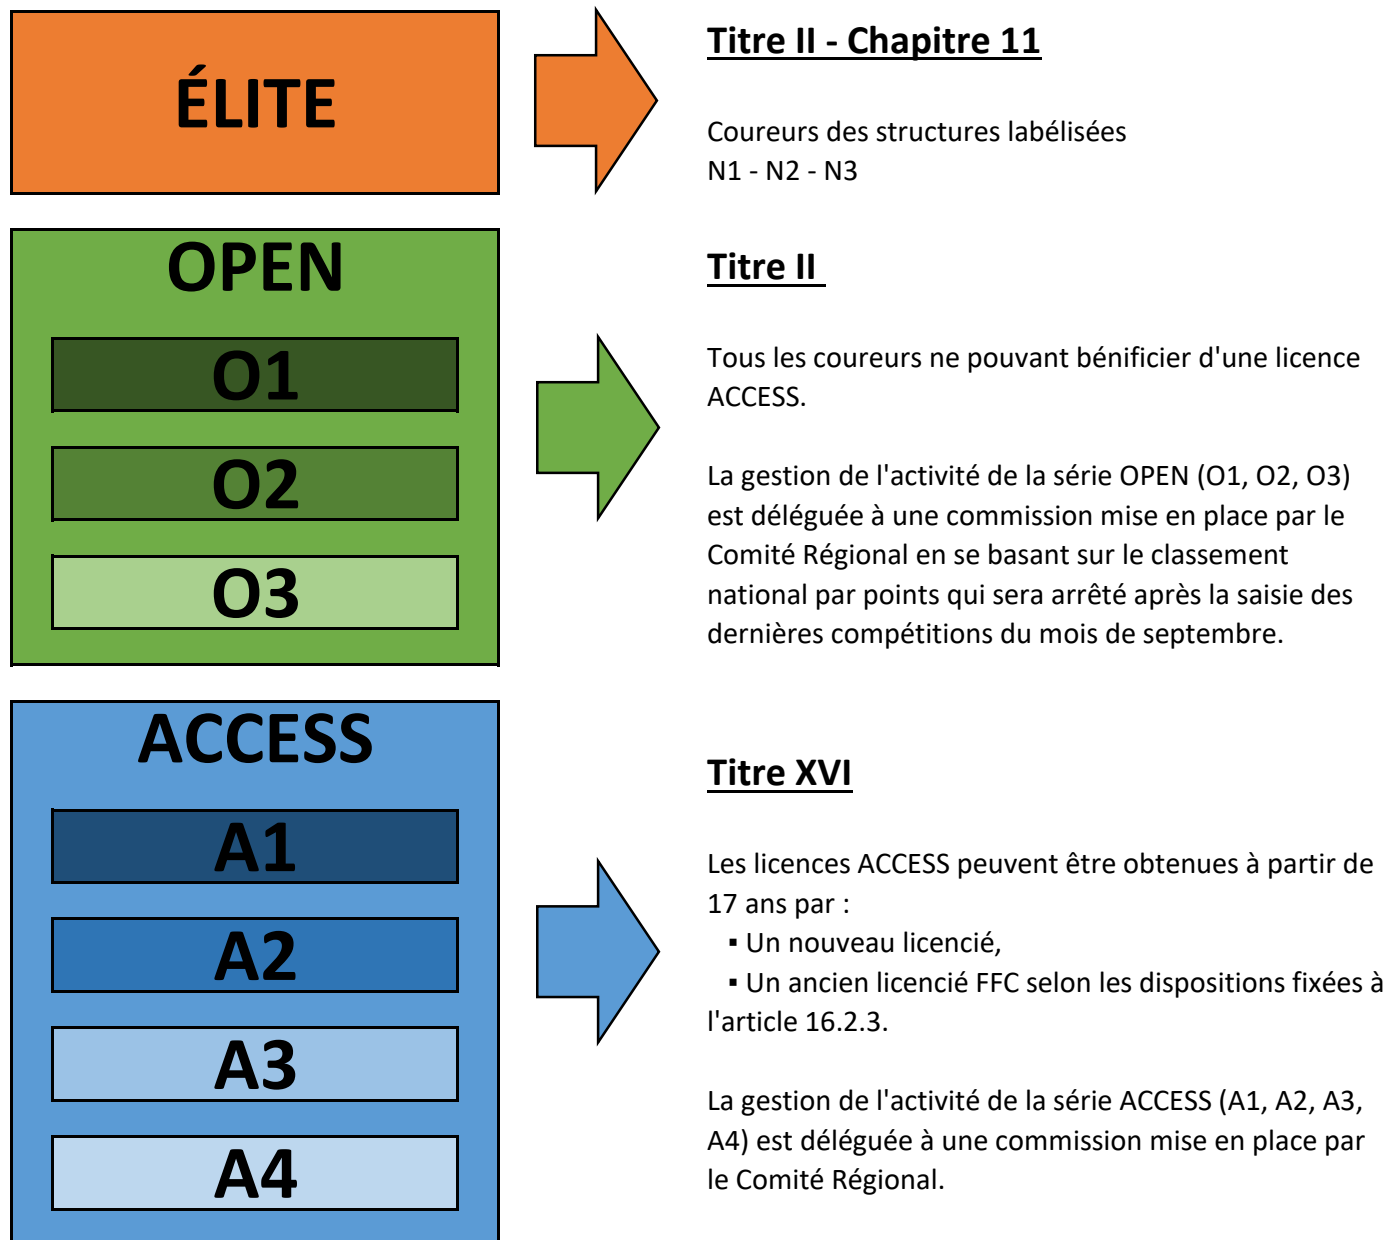 ÉLITE
Titre II - Chapitre 11
Coureurs des structures labélisées
N1 - N2 - N3
OPEN
O1
O2
O3
Titre II
Tous les coureurs ne pouvant bénificier d'une licence
ACCESS.
La gestion de l'activité de la série OPEN (O1, O2, O3)
est déléguée à une commission mise en place par le
Comité Régional en se basant sur le classement
national par points qui sera arrêté après la saisie des
dernières compétitions du mois de septembre.
ACCESS
A1
A2
A3
A4
Titre XVI
Les licences ACCESS peuvent être obtenues à partir de
17 ans par :
▪ Un nouveau licencié,
▪ Un ancien licencié FFC selon les dispositions fixées à
l'article 16.2.3.
La gestion de l'activité de la série ACCESS (A1, A2, A3,
A4) est déléguée à une commission mise en place par
le Comité Régional.